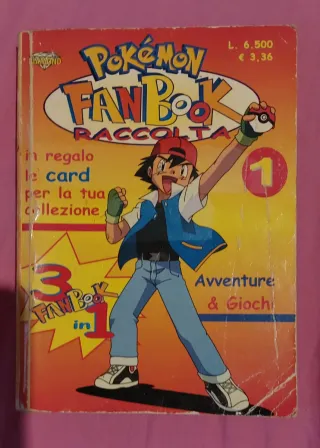 DIAMOND
POKéMON
L. 6.500
€ 3,36
FANBOOK
RACCOLTA
1
in regalo
le card
per la tua
collezione
3
FANBOOK
in 1
Avventure
& Giochi